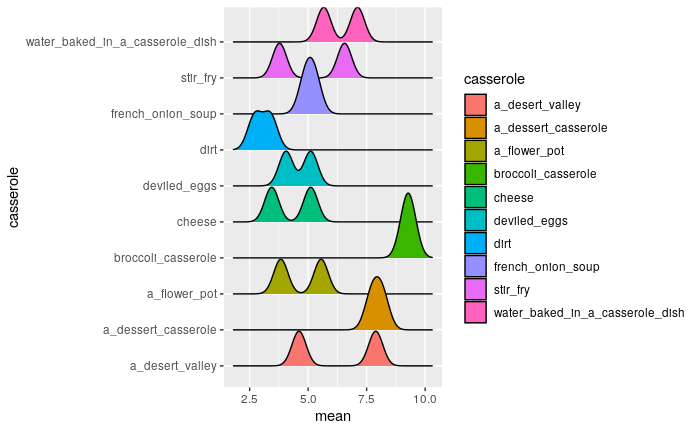 water_baked_in_a_casserole_dish
stir_fry
french_onion_soup
dirt
deviled_eggs
cheese
broccoli_casserole
a_flower_pot
a_dessert_casserole
a_desert_valley
casserole
2.5 5.0 7.5 10.0
mean
casserole
a_desert_valley
a_dessert_casserole
a_flower_pot
broccoli_casserole
cheese
deviled_eggs
dirt
french_onion_soup
stir_fry
water_baked_in_a_casserole_dish